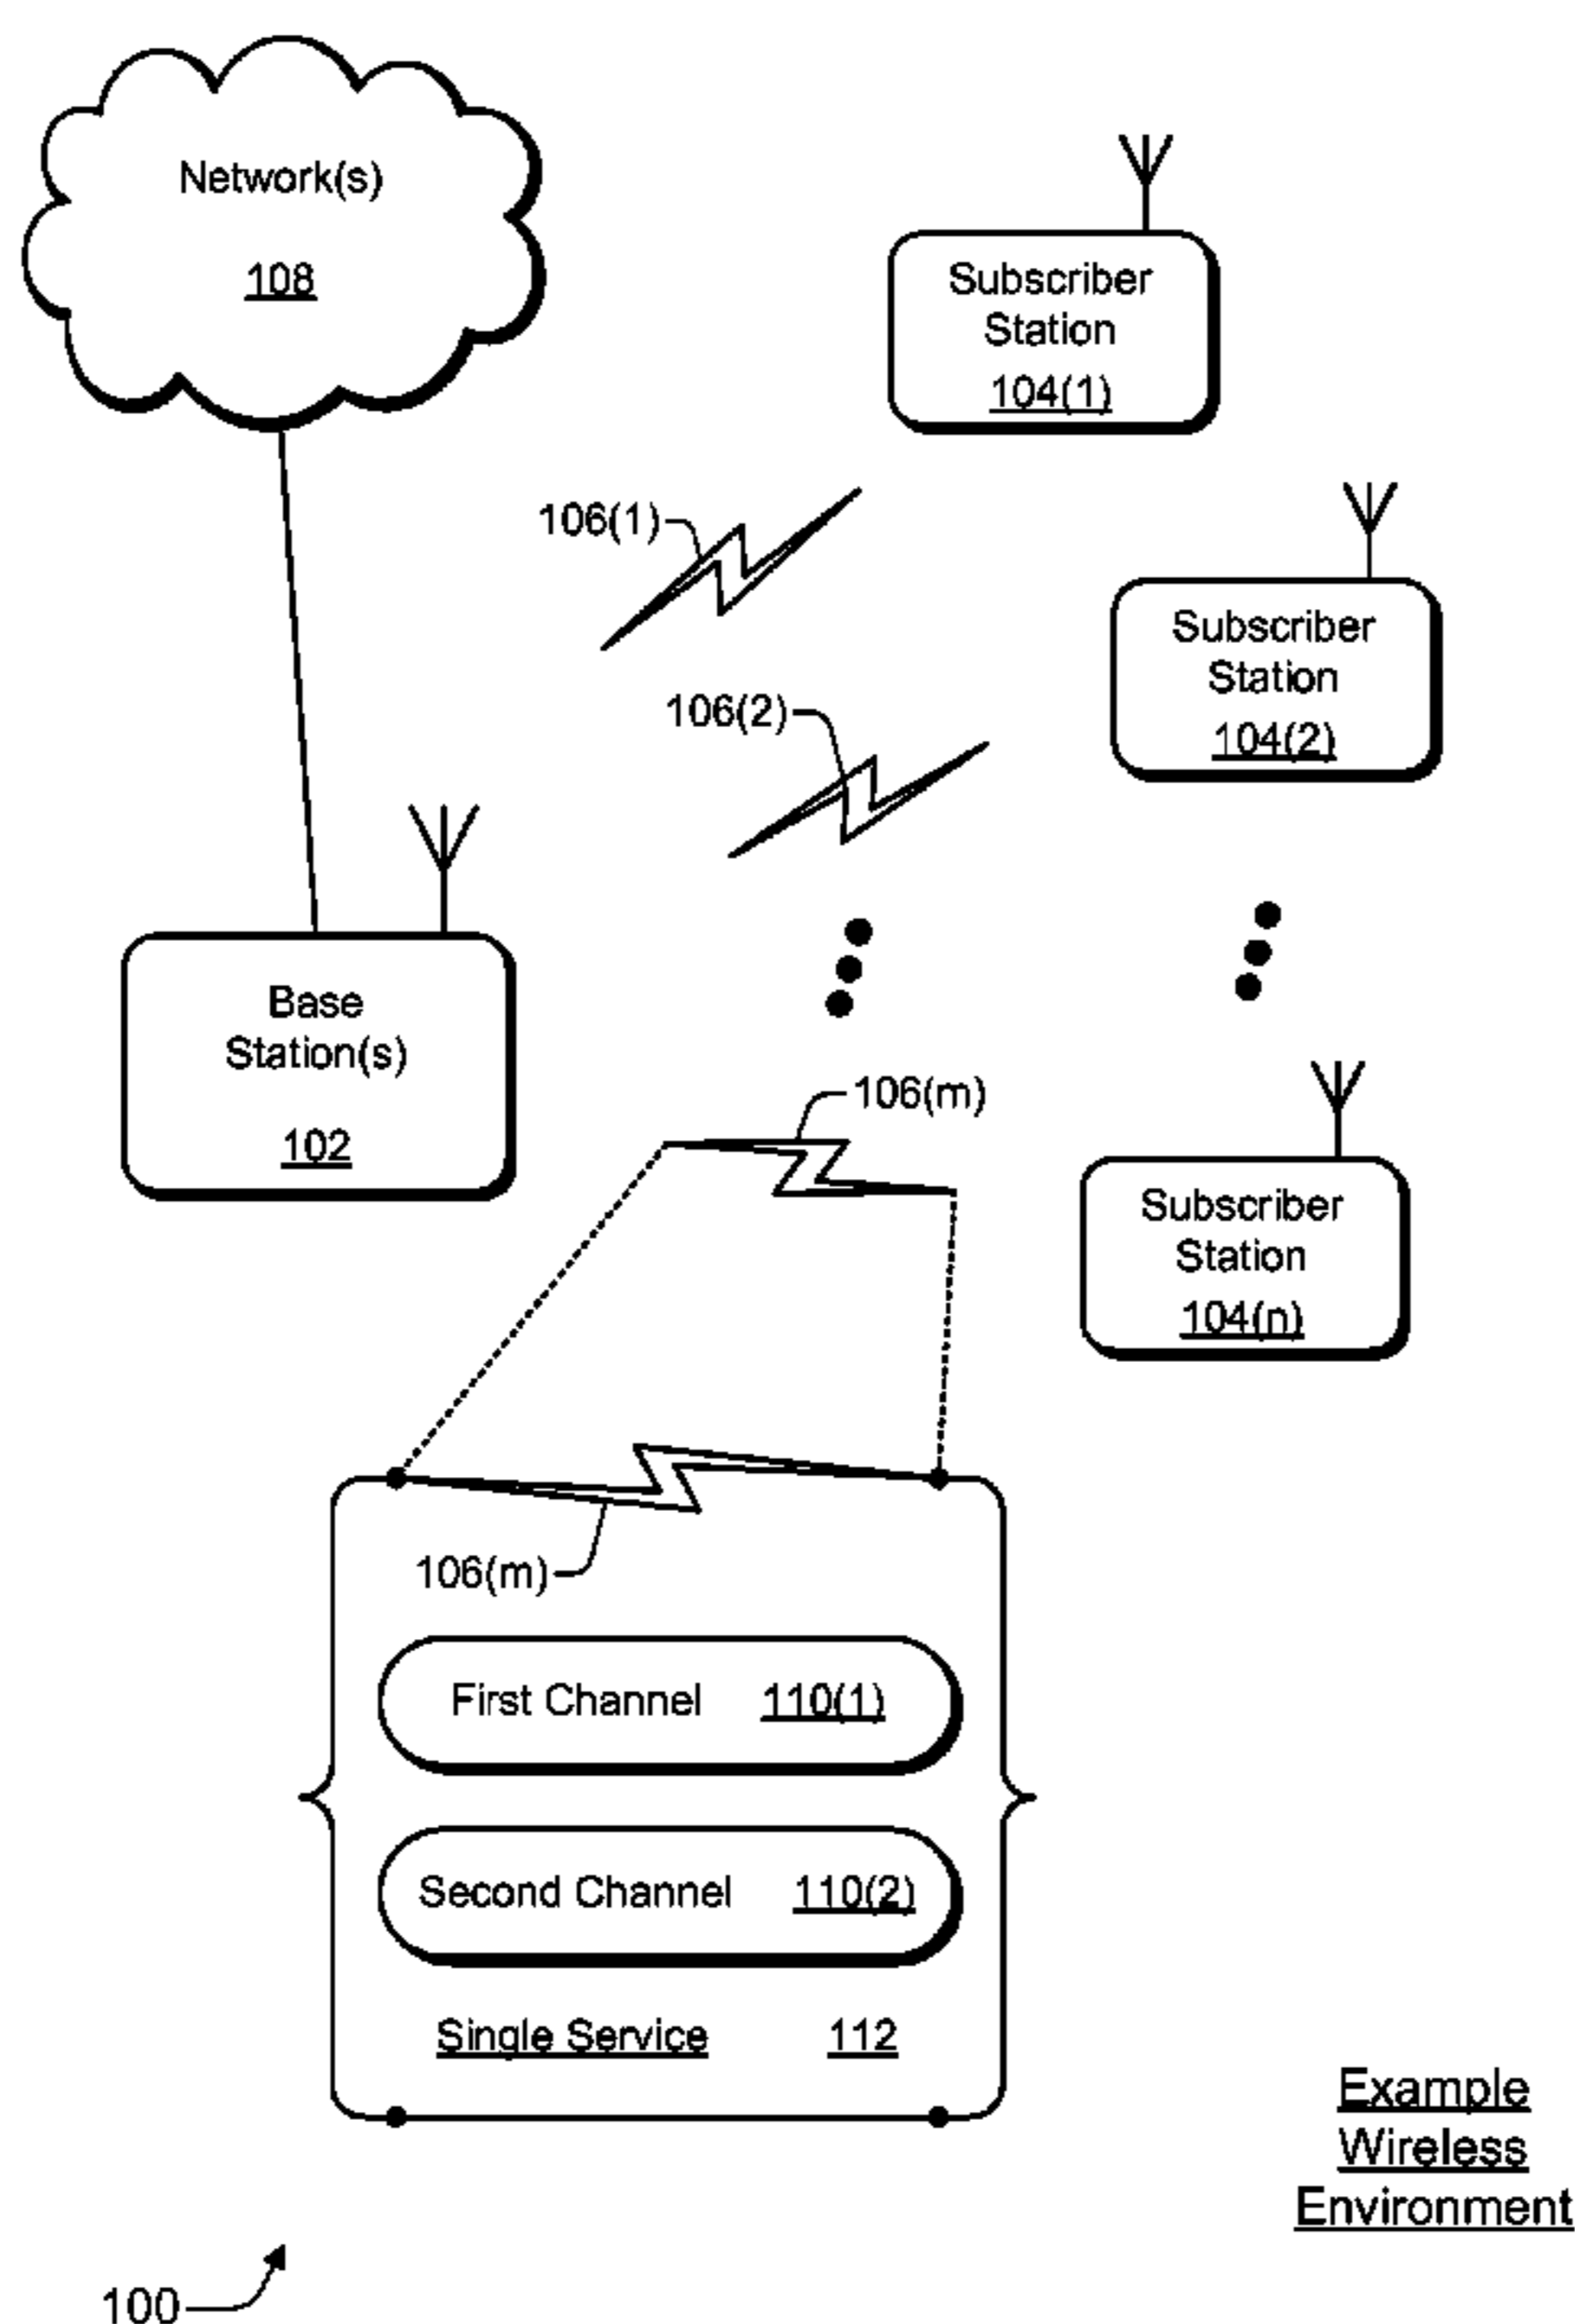 Network(s)
108
Subscriber
Station
104(1)
106(1)
Subscriber
Station
104(2)
106(2)
Base
Station(s)
102
106(m)
Subscriber
Station
104(n)
106(m)
First Channel 110(1)
Second Channel 110(2)
Single Service 112
Example
Wireless
Environment
100